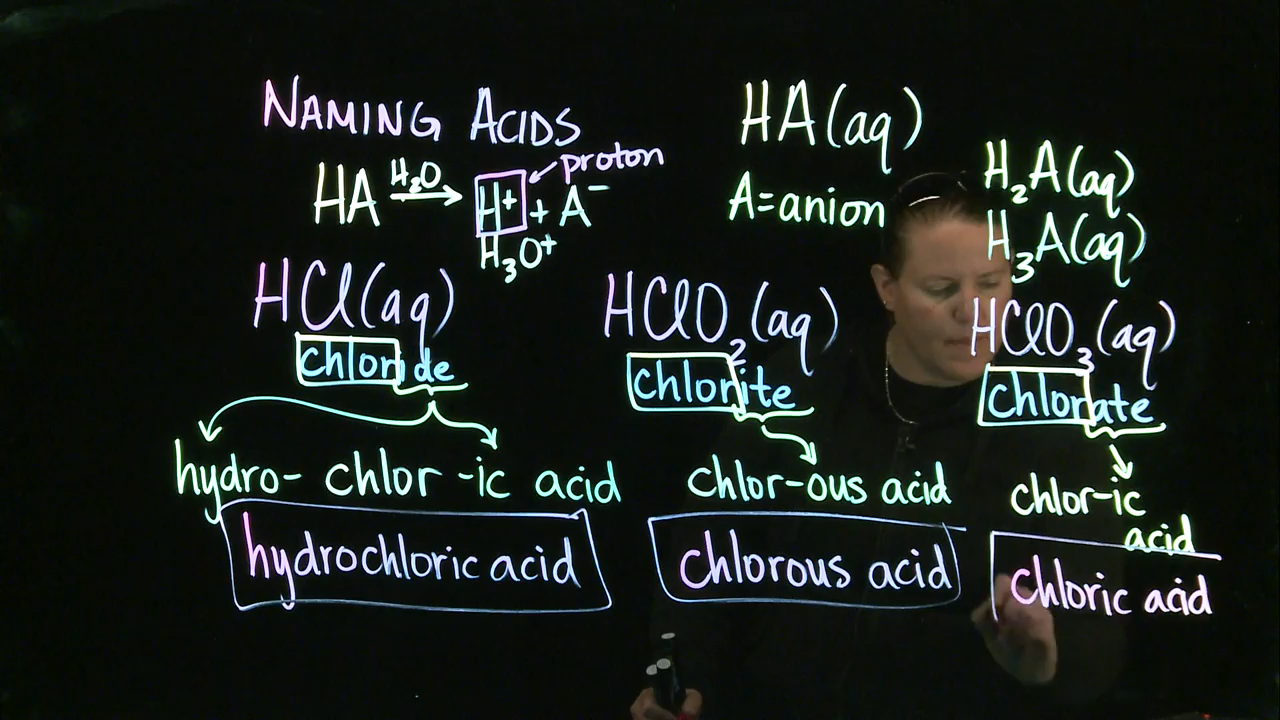 NAMING ACIDS
HA H₂O → H⁺ + A⁻
proton
H₃O⁺
HA(aq)
A=anion
H₂A(aq)
H₃A(aq)
HCl(aq)
chloride
hydro- chlor -ic acid
hydrochloric acid
HClO₂(aq)
chlorite
chlor-ous acid
chlorous acid
HClO₃(aq)
chlorate
chlor-ic
acid
chloric acid